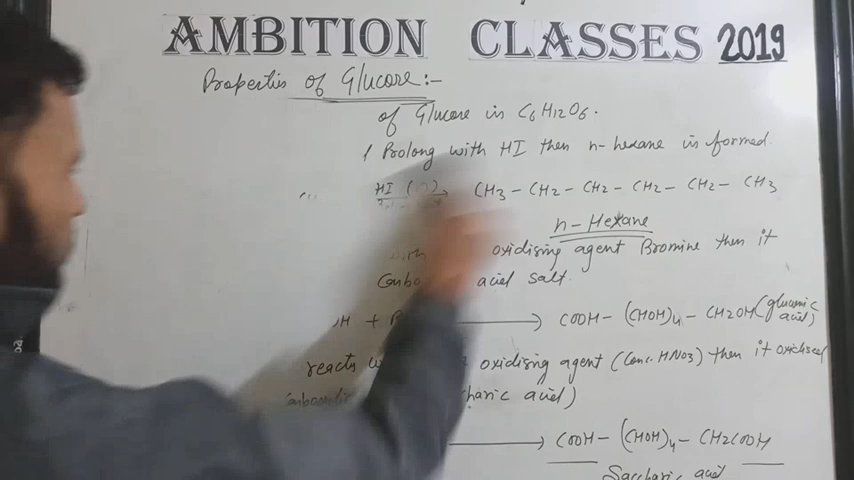 AMBITION CLASSES 2019
Properties of Glucose:-
of Glucose is C6H12O6.
Prolong with HI then n-hexane is formed.
HI CH3-CH2-CH2-CH2-CH2-CH3
n-Hexane
oxidising agent Bromine then it
acid salt.
H + COOH-(CHOH)4-CH2OH (gluconic acid)
reacts oxidising agent (Conc. HNO3) then it oxidised
acid)
COOH-(CHOH)4-CH2COOH
Saccharic acid